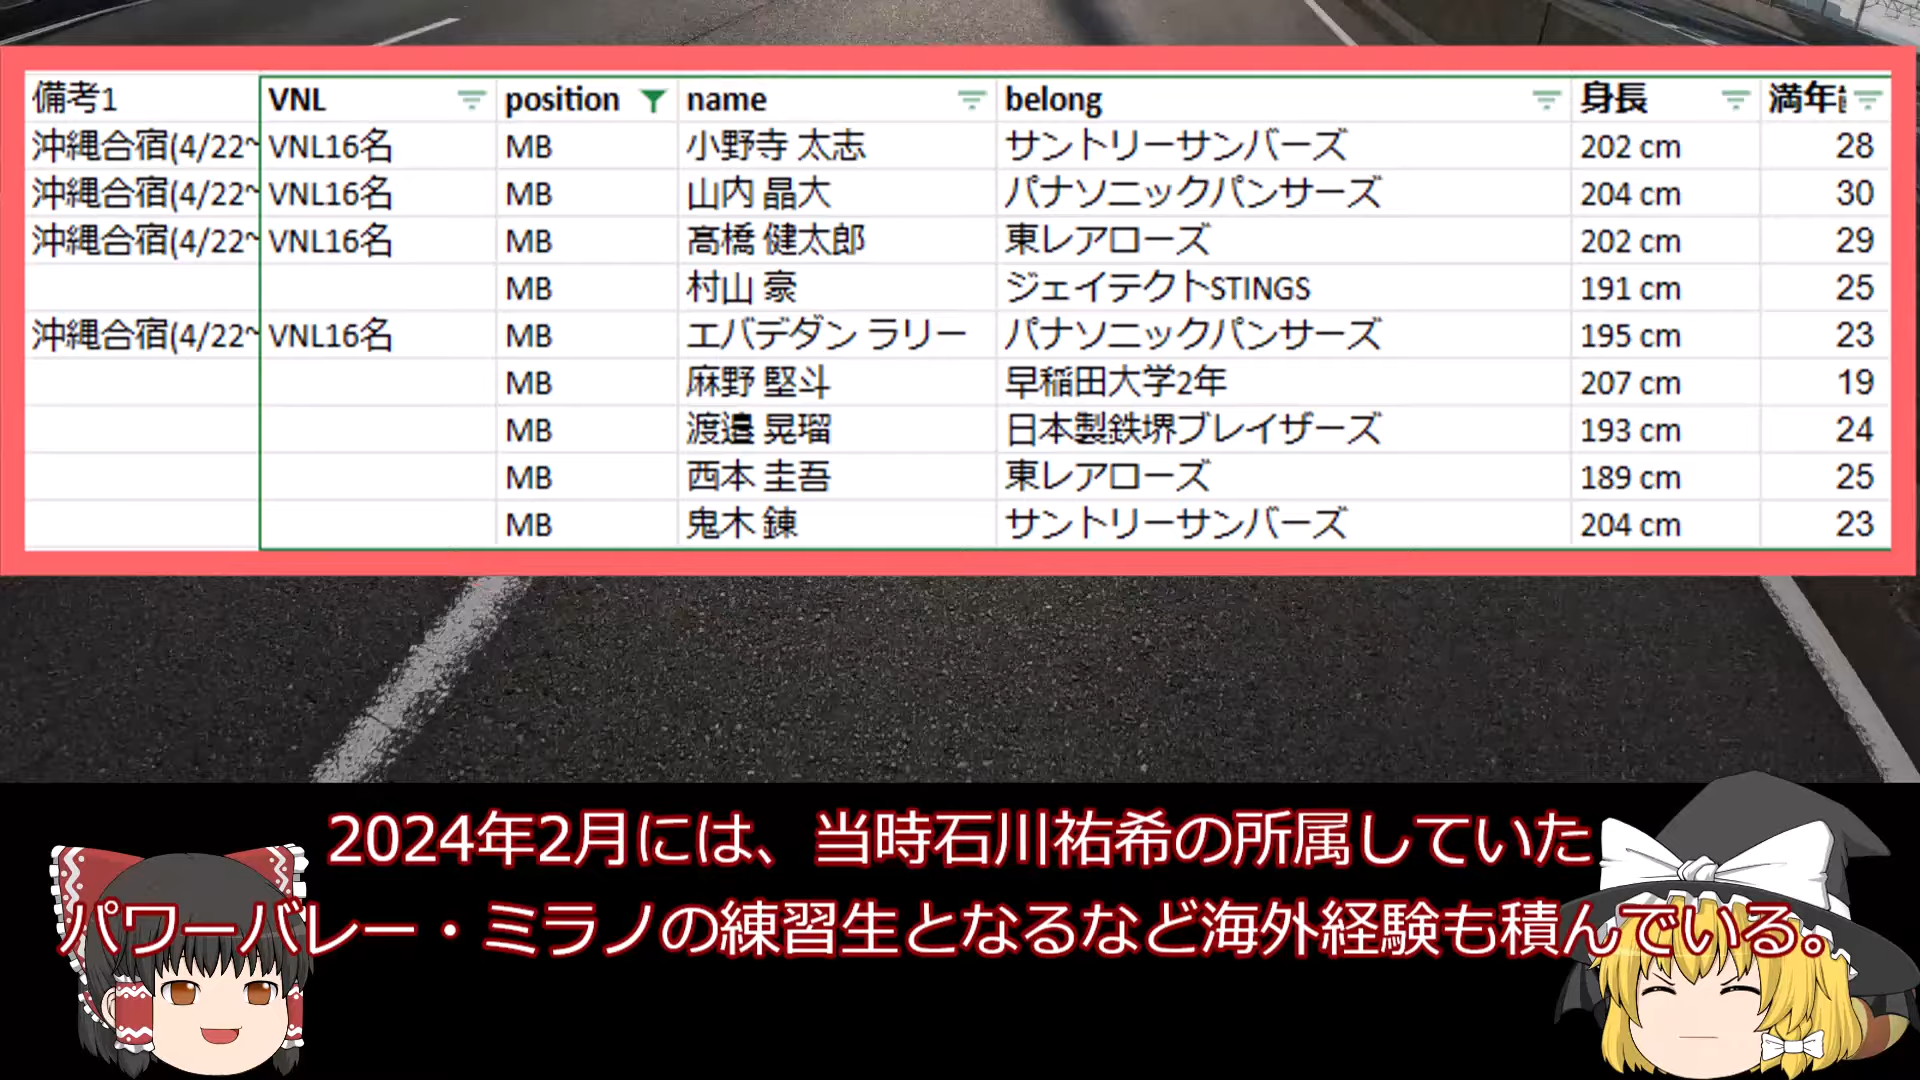 備考1 VNL position name belong 身長 満年
沖縄合宿(4/22~ VNL16名 MB 小野寺 太志 サントリーサンバーズ 202 cm 28
沖縄合宿(4/22~ VNL16名 MB 山内 晶大 パナソニックパンサーズ 204 cm 30
沖縄合宿(4/22~ VNL16名 MB 髙橋 健太郎 東レアローズ 202 cm 29
MB 村山 豪 ジェイテクトSTINGS 191 cm 25
沖縄合宿(4/22~ VNL16名 MB エバデダン ラリー パナソニックパンサーズ 195 cm 23
MB 麻野 堅斗 早稲田大学2年 207 cm 19
MB 渡邉 晃瑠 日本製鉄堺ブレイザーズ 193 cm 24
MB 西本 圭吾 東レアローズ 189 cm 25
MB 鬼木 錬 サントリーサンバーズ 204 cm 23
2024年2月には、当時石川祐希の所属していた
パワーバレー・ミラノの練習生となるなど海外経験も積んでいる。